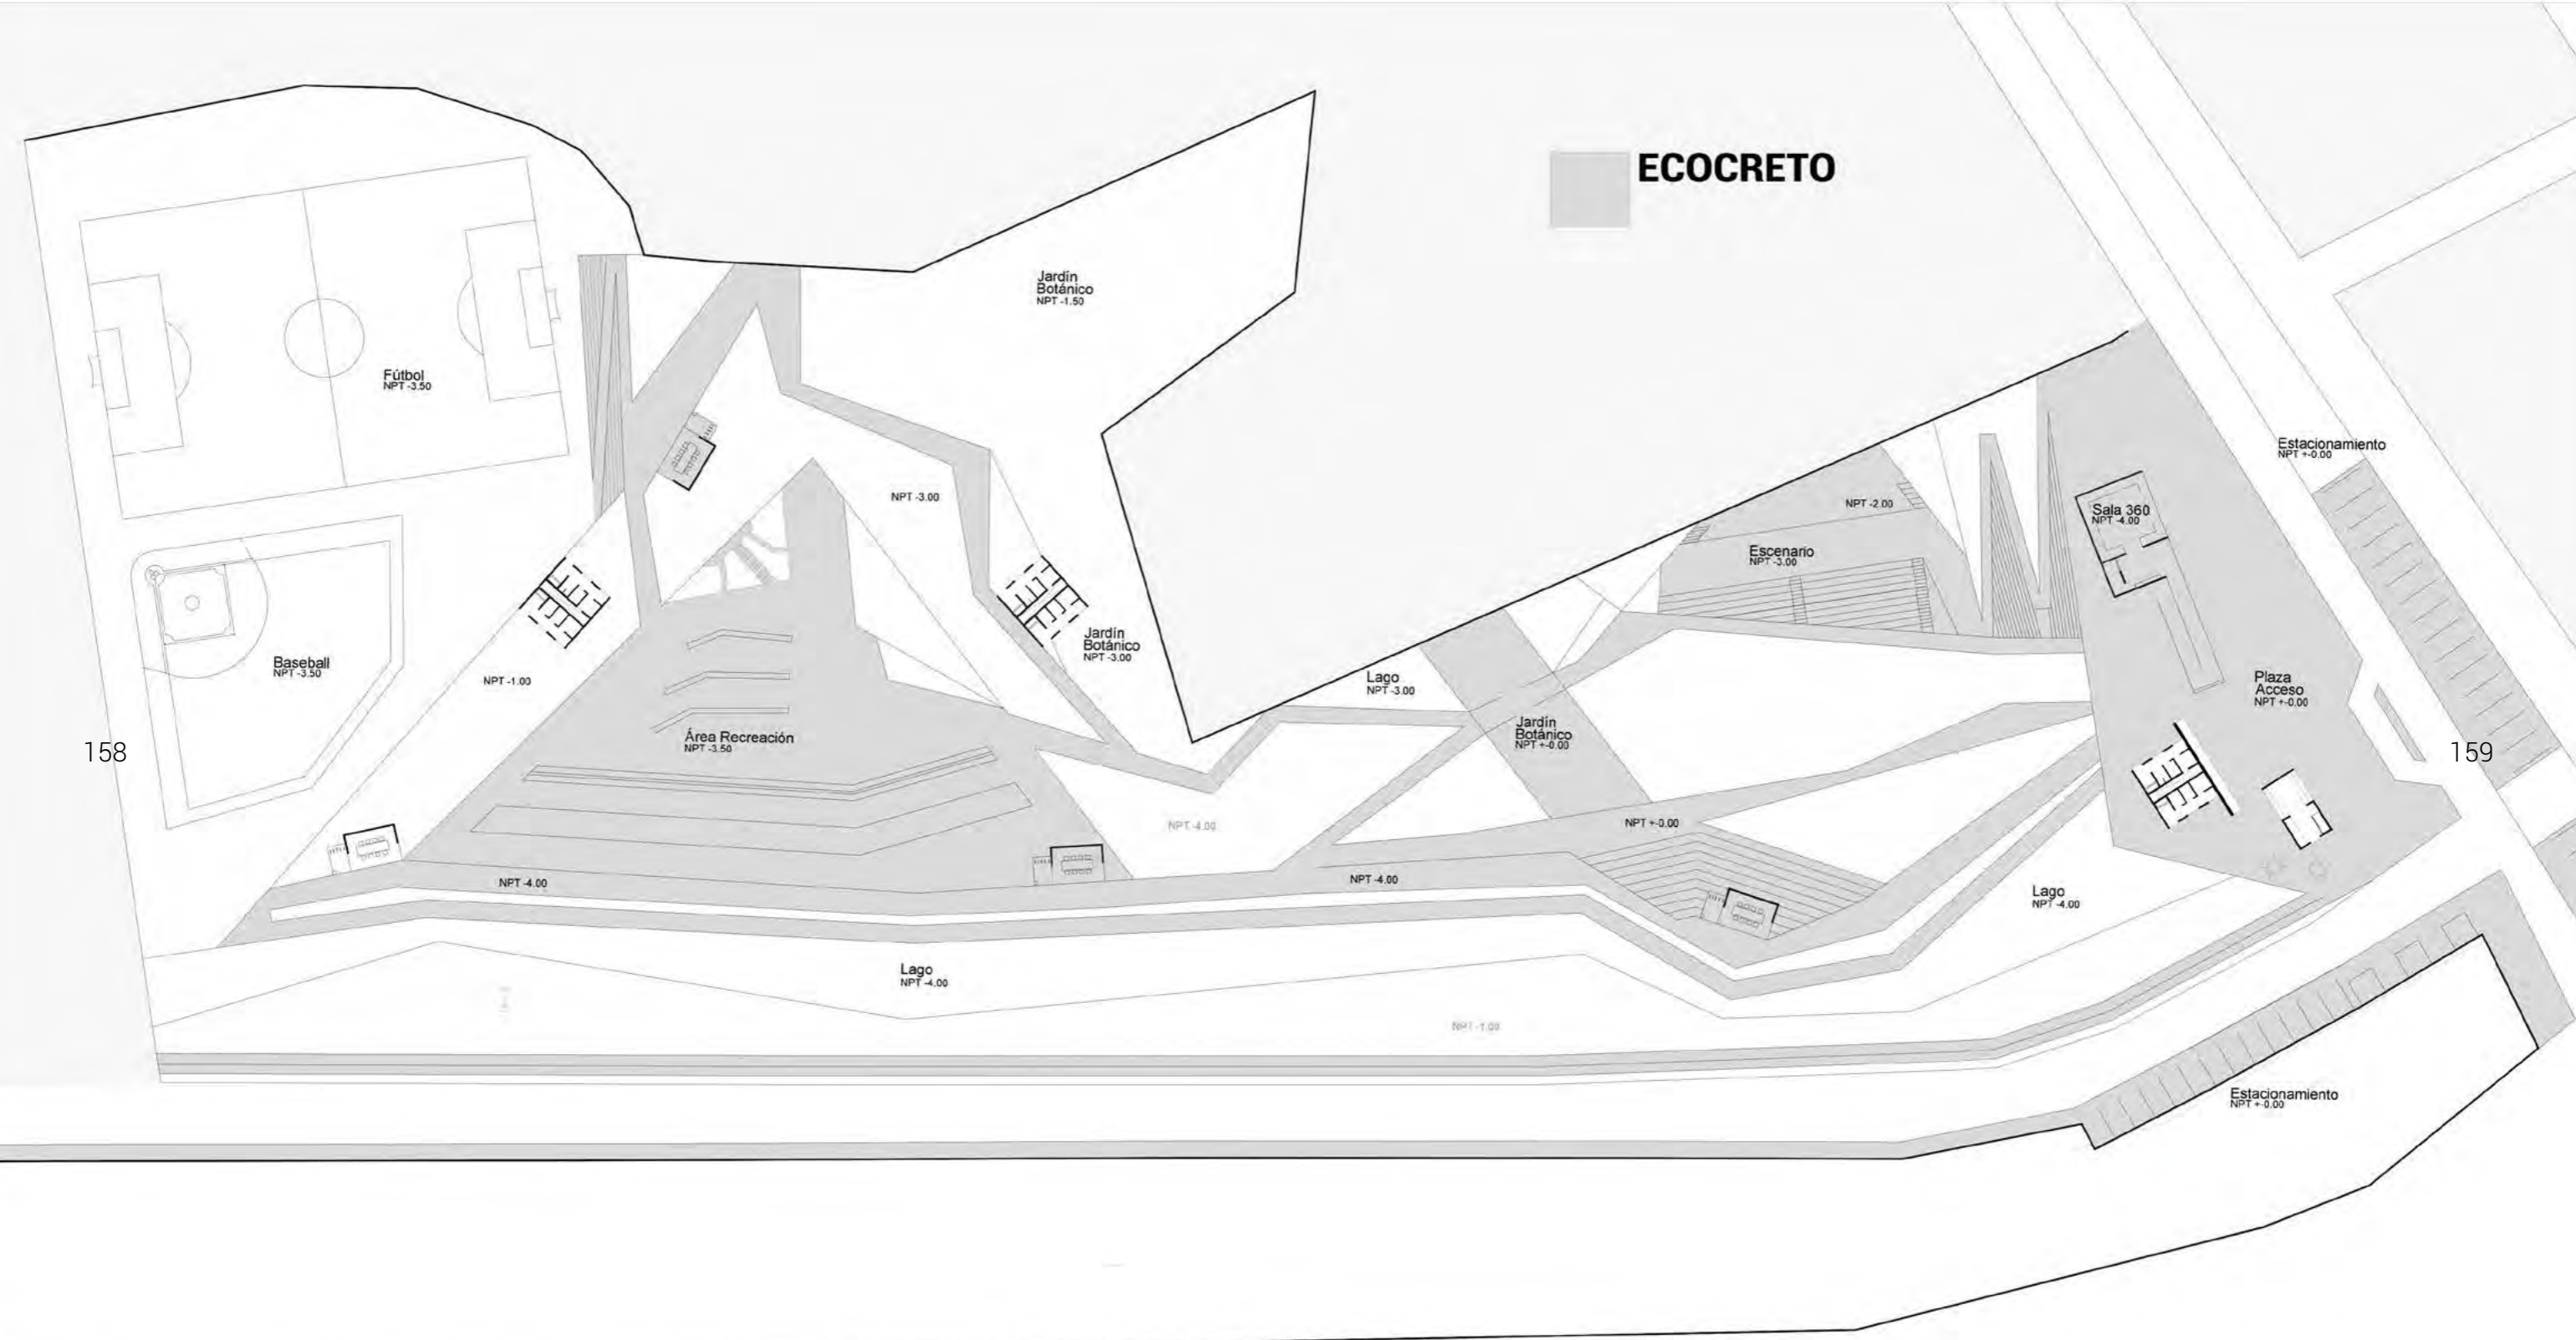 ECOCRETO
Jardín
Botánico
NPT -1.50
Fútbol
NPT -3.50
Estacionamiento
NPT +-0.00
NPT -3.00
NPT -2.00
Sala 360
NPT -4.00
Escenario
NPT -3.00
Jardín
Botánico
NPT -3.00
Baseball
NPT -3.50
NPT -1.00
Lago
NPT -3.00
Plaza
Acceso
NPT +-0.00
Jardín
Botánico
NPT +-0.00
Área Recreación
NPT -3.50
158
159
NPT -4.00
NPT +-0.00
NPT -4.00
NPT -4.00
Lago
NPT -4.00
Lago
NPT -4.00
NPT -1.00
Estacionamiento
NPT +-0.00